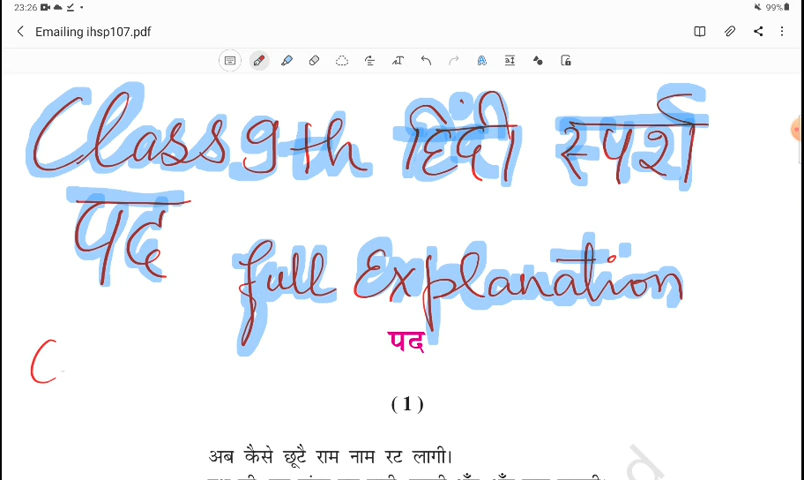 23:26
99%
Emailing ihsp107.pdf
Class 9th हिंदी स्पर्श
पद
full Explanation
पद
C
(1)
अब कैसे छूटै राम नाम रट लागी।